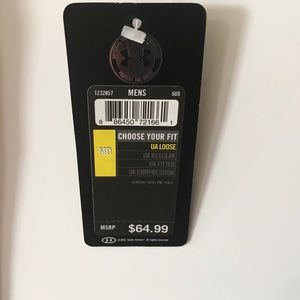 1232857 MENS 600
8 86450 72166 1
CHOOSE YOUR FIT
MD
UA LOOSE
UA REGULAR
UA FITTED
UA COMPRESSION
MSRP $64.99